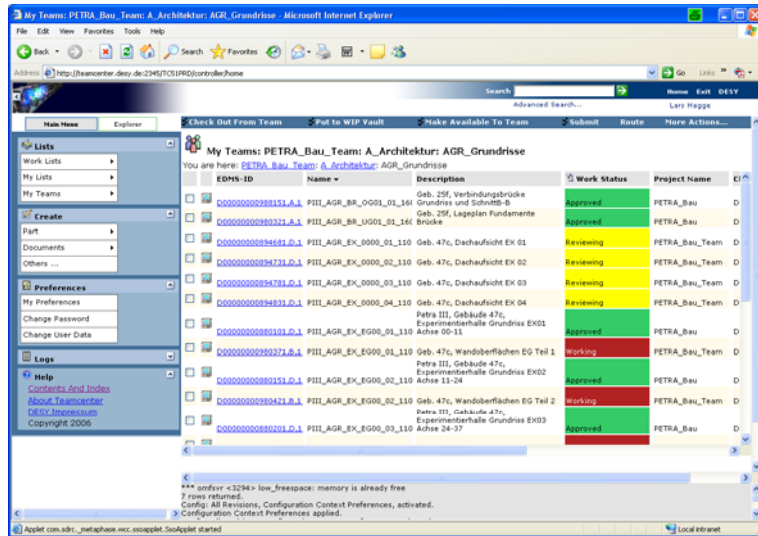 My Teams: PETRA_Bau_Team: A_Architektur: AGR_Grundrisse - Microsoft Internet Explorer
File Edit View Favorites Tools Help
Back Search Favorites
Address http://teamcenter.desy.de:2345/TC51PRD/controller/home Go Links
Search Home Exit DESY
Advanced Search... Lars Hagge
Main Menu Explorer Check Out From Team Put to WIP Vault Make Available To Team Submit Route More Actions...
Lists
Work Lists
My Lists
My Teams
Create
Part
Documents
Others ...
Preferences
My Preferences
Change Password
Change User Data
Logs
Help
Contents And Index
About Teamcenter
DESY Impressum
Copyright 2006
My Teams: PETRA_Bau_Team: A_Architektur: AGR_Grundrisse
You are here: PETRA_Bau_Team: A_Architektur: AGR_Grundrisse
EDMS-ID Name Description Work Status Project Name
Geb. 25f, Verbindungsbrücke
D00000000988151,A,1 PIII_AGR_BR_OG01_01_16 Grundriss und SchnittB-B Approved PETRA_Bau D
Geb. 25f, Lageplan Fundamente
D00000000980321,A,1 PIII_AGR_BR_UG01_01_16 Brücke Approved PETRA_Bau D
D00000000894681,D,1 PIII_AGR_EX_0000_01_110 Geb. 47c, Dachaufsicht EX 01 Reviewing PETRA_Bau_Team D
D00000000894731,D,1 PIII_AGR_EX_0000_02_110 Geb. 47c, Dachaufsicht EX 02 Reviewing PETRA_Bau_Team D
D00000000894781,D,1 PIII_AGR_EX_0000_03_110 Geb. 47c, Dachaufsicht EX 03 Reviewing PETRA_Bau_Team D
D00000000894831,D,1 PIII_AGR_EX_0000_04_110 Geb. 47c, Dachaufsicht EX 04 Reviewing PETRA_Bau_Team D
Petra III, Gebäude 47c,
Experimentierhalle Grundriss EX01
D00000000880101,D,1 PIII_AGR_EX_EG00_01_110 Achse 00-11 Approved PETRA_Bau D
D00000000980371,B,1 PIII_AGR_EX_EG00_01_110 Geb. 47c, Wandoberflächen EG Teil 1 Working PETRA_Bau_Team D
Petra III, Gebäude 47c,
Experimentierhalle Grundriss EX02
D00000000880151,D,1 PIII_AGR_EX_EG00_02_110 Achse 11-24 Approved PETRA_Bau D
D00000000980421,B,1 PIII_AGR_EX_EG00_02_110 Geb. 47c, Wandoberflächen EG Teil 2 Working PETRA_Bau_Team D
Petra III, Gebäude 47c,
Experimentierhalle Grundriss EX03
D00000000880201,D,1 PIII_AGR_EX_EG00_03_110 Achse 24-37 Approved PETRA_Bau D
*** omfsvr <3294> low_freespace: memory is already free
7 rows returned.
Config: All Revisions, Configuration Context Preferences, activated.
Configuration Context Preferences applied.
Applet com.sdrc._metaphase.wcc.ssoapplet.SsoApplet started Local intranet